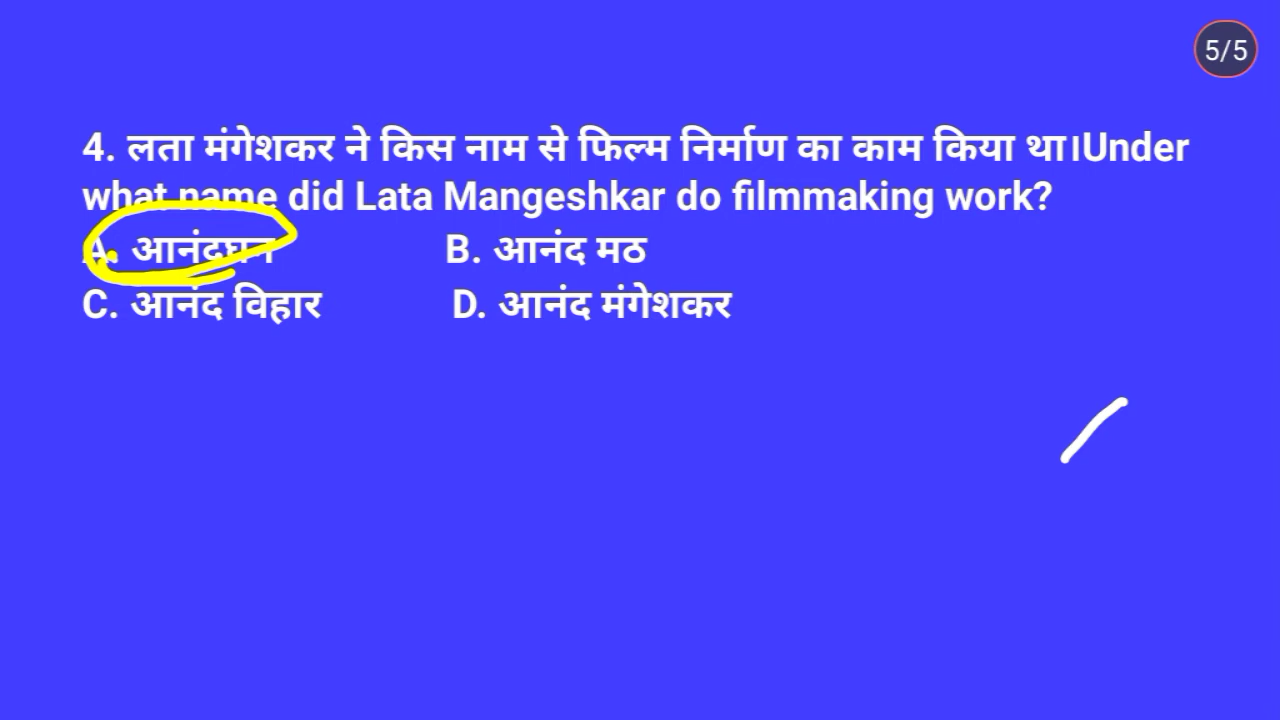 5/5
4. लता मंगेशकर ने किस नाम से फिल्म निर्माण का काम किया था।Under
what name did Lata Mangeshkar do filmmaking work?
A. आनंदघन B. आनंद मठ
C. आनंद विहार D. आनंद मंगेशकर